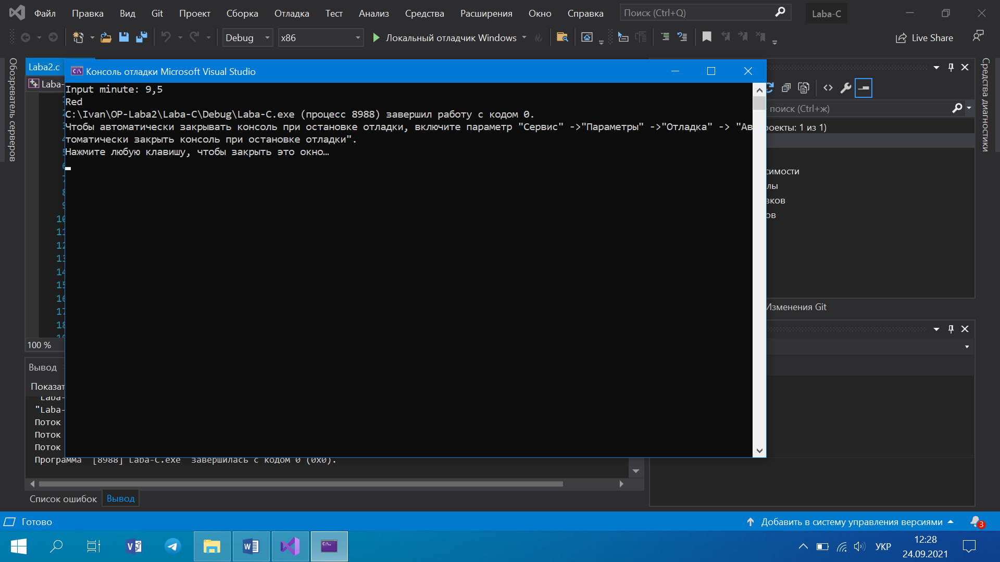 Файл Правка Вид Git Проект Сборка Отладка Тест Анализ Средства Расширения Окно Справка Поиск (Ctrl+Q) Laba-C
Debug x86 Локальный отладчик Windows Live Share
Обозреватель серверов
Laba2.c
Laba-
Консоль отладки Microsoft Visual Studio
Input minute: 9,5
Red
C:\Ivan\OP-Laba2\Laba-C\Debug\Laba-C.exe (процесс 8988) завершил работу с кодом 0.
Чтобы автоматически закрывать консоль при остановке отладки, включите параметр "Сервис" ->"Параметры" ->"Отладка" -> "Ав
томатически закрыть консоль при остановке отладки".
Нажмите любую клавишу, чтобы закрыть это окно…
10
11
12
13
14
15
16
17
18
100 %
поиск (Ctrl+ж)
роекты: 1 из 1)
симости
лы
вков
ов
Изменения Git
Средства диагностики
Вывод
Показат
"Laba-
"Laba-
Поток
Поток
Поток
Программа "[8988] Laba-C.exe" завершилась с кодом 0 (0x0).
Список ошибок Вывод
Готово Добавить в систему управления версиями 3
УКР 12:28
24.09.2021